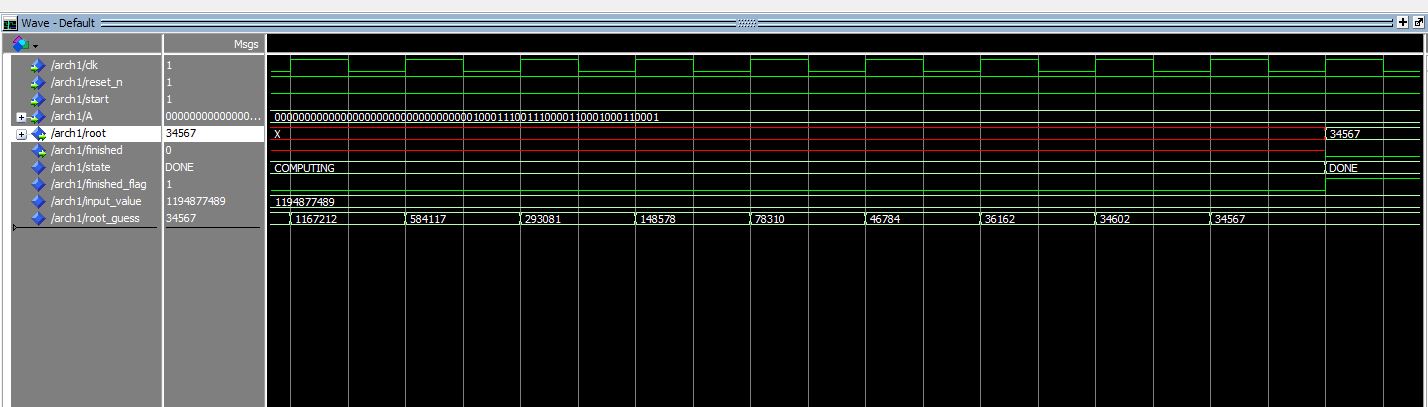 Wave - Default
Msgs
/arch1/clk 1
/arch1/reset_n 1
/arch1/start 1
/arch1/A 00000000000000... 0000000000000000000000000000000001000111001110000110001000110001
/arch1/root 34567 X 34567
/arch1/finished 0
/arch1/state DONE COMPUTING DONE
/arch1/finished_flag 1
/arch1/input_value 1194877489 1194877489
/arch1/root_guess 34567 1167212 584117 293081 148578 78310 46784 36162 34602 34567